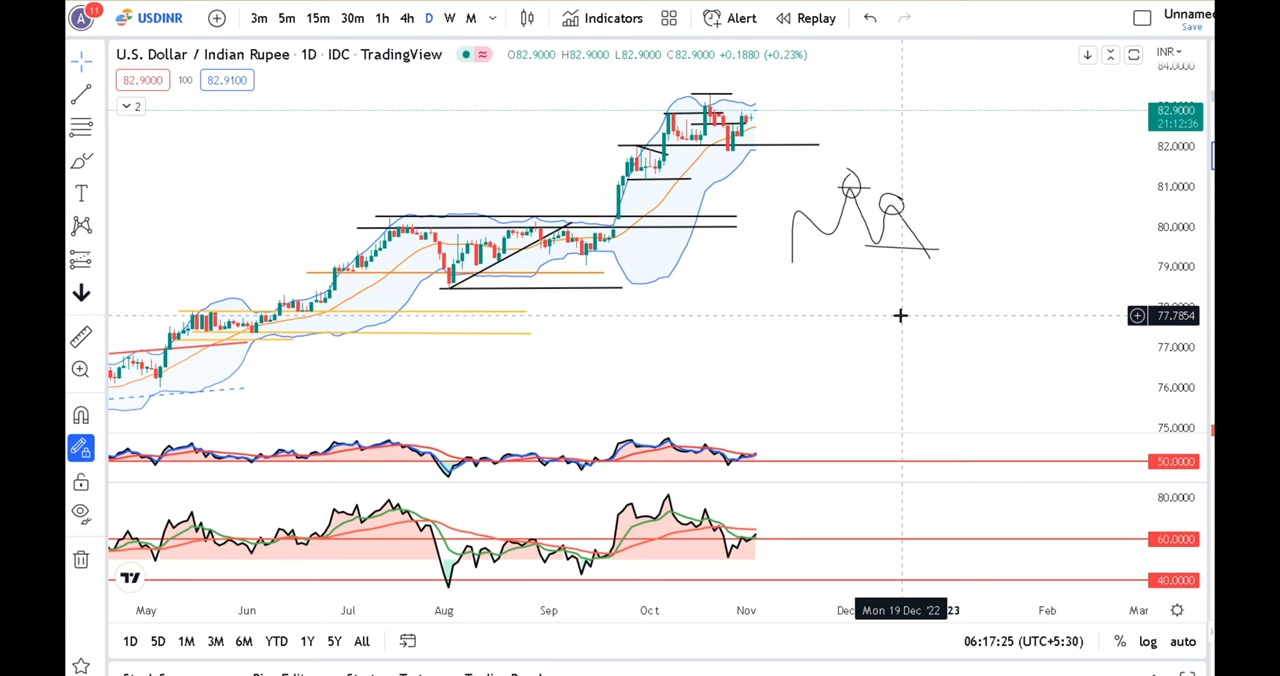 A 11 USDINR 3m 5m 15m 30m 1h 4h D W M Indicators Alert Replay Unname
Save
U.S. Dollar / Indian Rupee · 1D · IDC · TradingView O82.9000 H82.9000 L82.9000 C82.9000 +0.1880 (+0.23%) INR
84.0000
82.9000 100 82.9100
2
82.9000
21:12:36
82.0000
81.0000
80.0000
79.0000
77.7854
77.0000
76.0000
75.0000
50.0000
80.0000
60.0000
40.0000
May Jun Jul Aug Sep Oct Nov Dec Mon 19 Dec '22 23 Feb Mar
1D 5D 1M 3M 6M YTD 1Y 5Y All 06:17:25 (UTC+5:30) % log auto